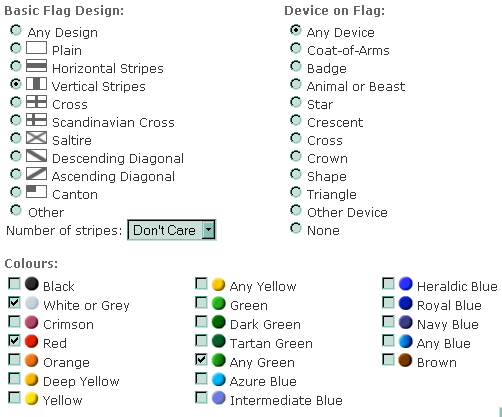 Basic Flag Design:
Any Design
Plain
Horizontal Stripes
Vertical Stripes
Cross
Scandinavian Cross
Saltire
Descending Diagonal
Ascending Diagonal
Canton
Other
Number of stripes: Don't Care
Device on Flag:
Any Device
Coat-of-Arms
Badge
Animal or Beast
Star
Crescent
Cross
Crown
Shape
Triangle
Other Device
None
Colours:
Black
White or Grey
Crimson
Red
Orange
Deep Yellow
Yellow
Any Yellow
Green
Dark Green
Tartan Green
Any Green
Azure Blue
Intermediate Blue
Heraldic Blue
Royal Blue
Navy Blue
Any Blue
Brown